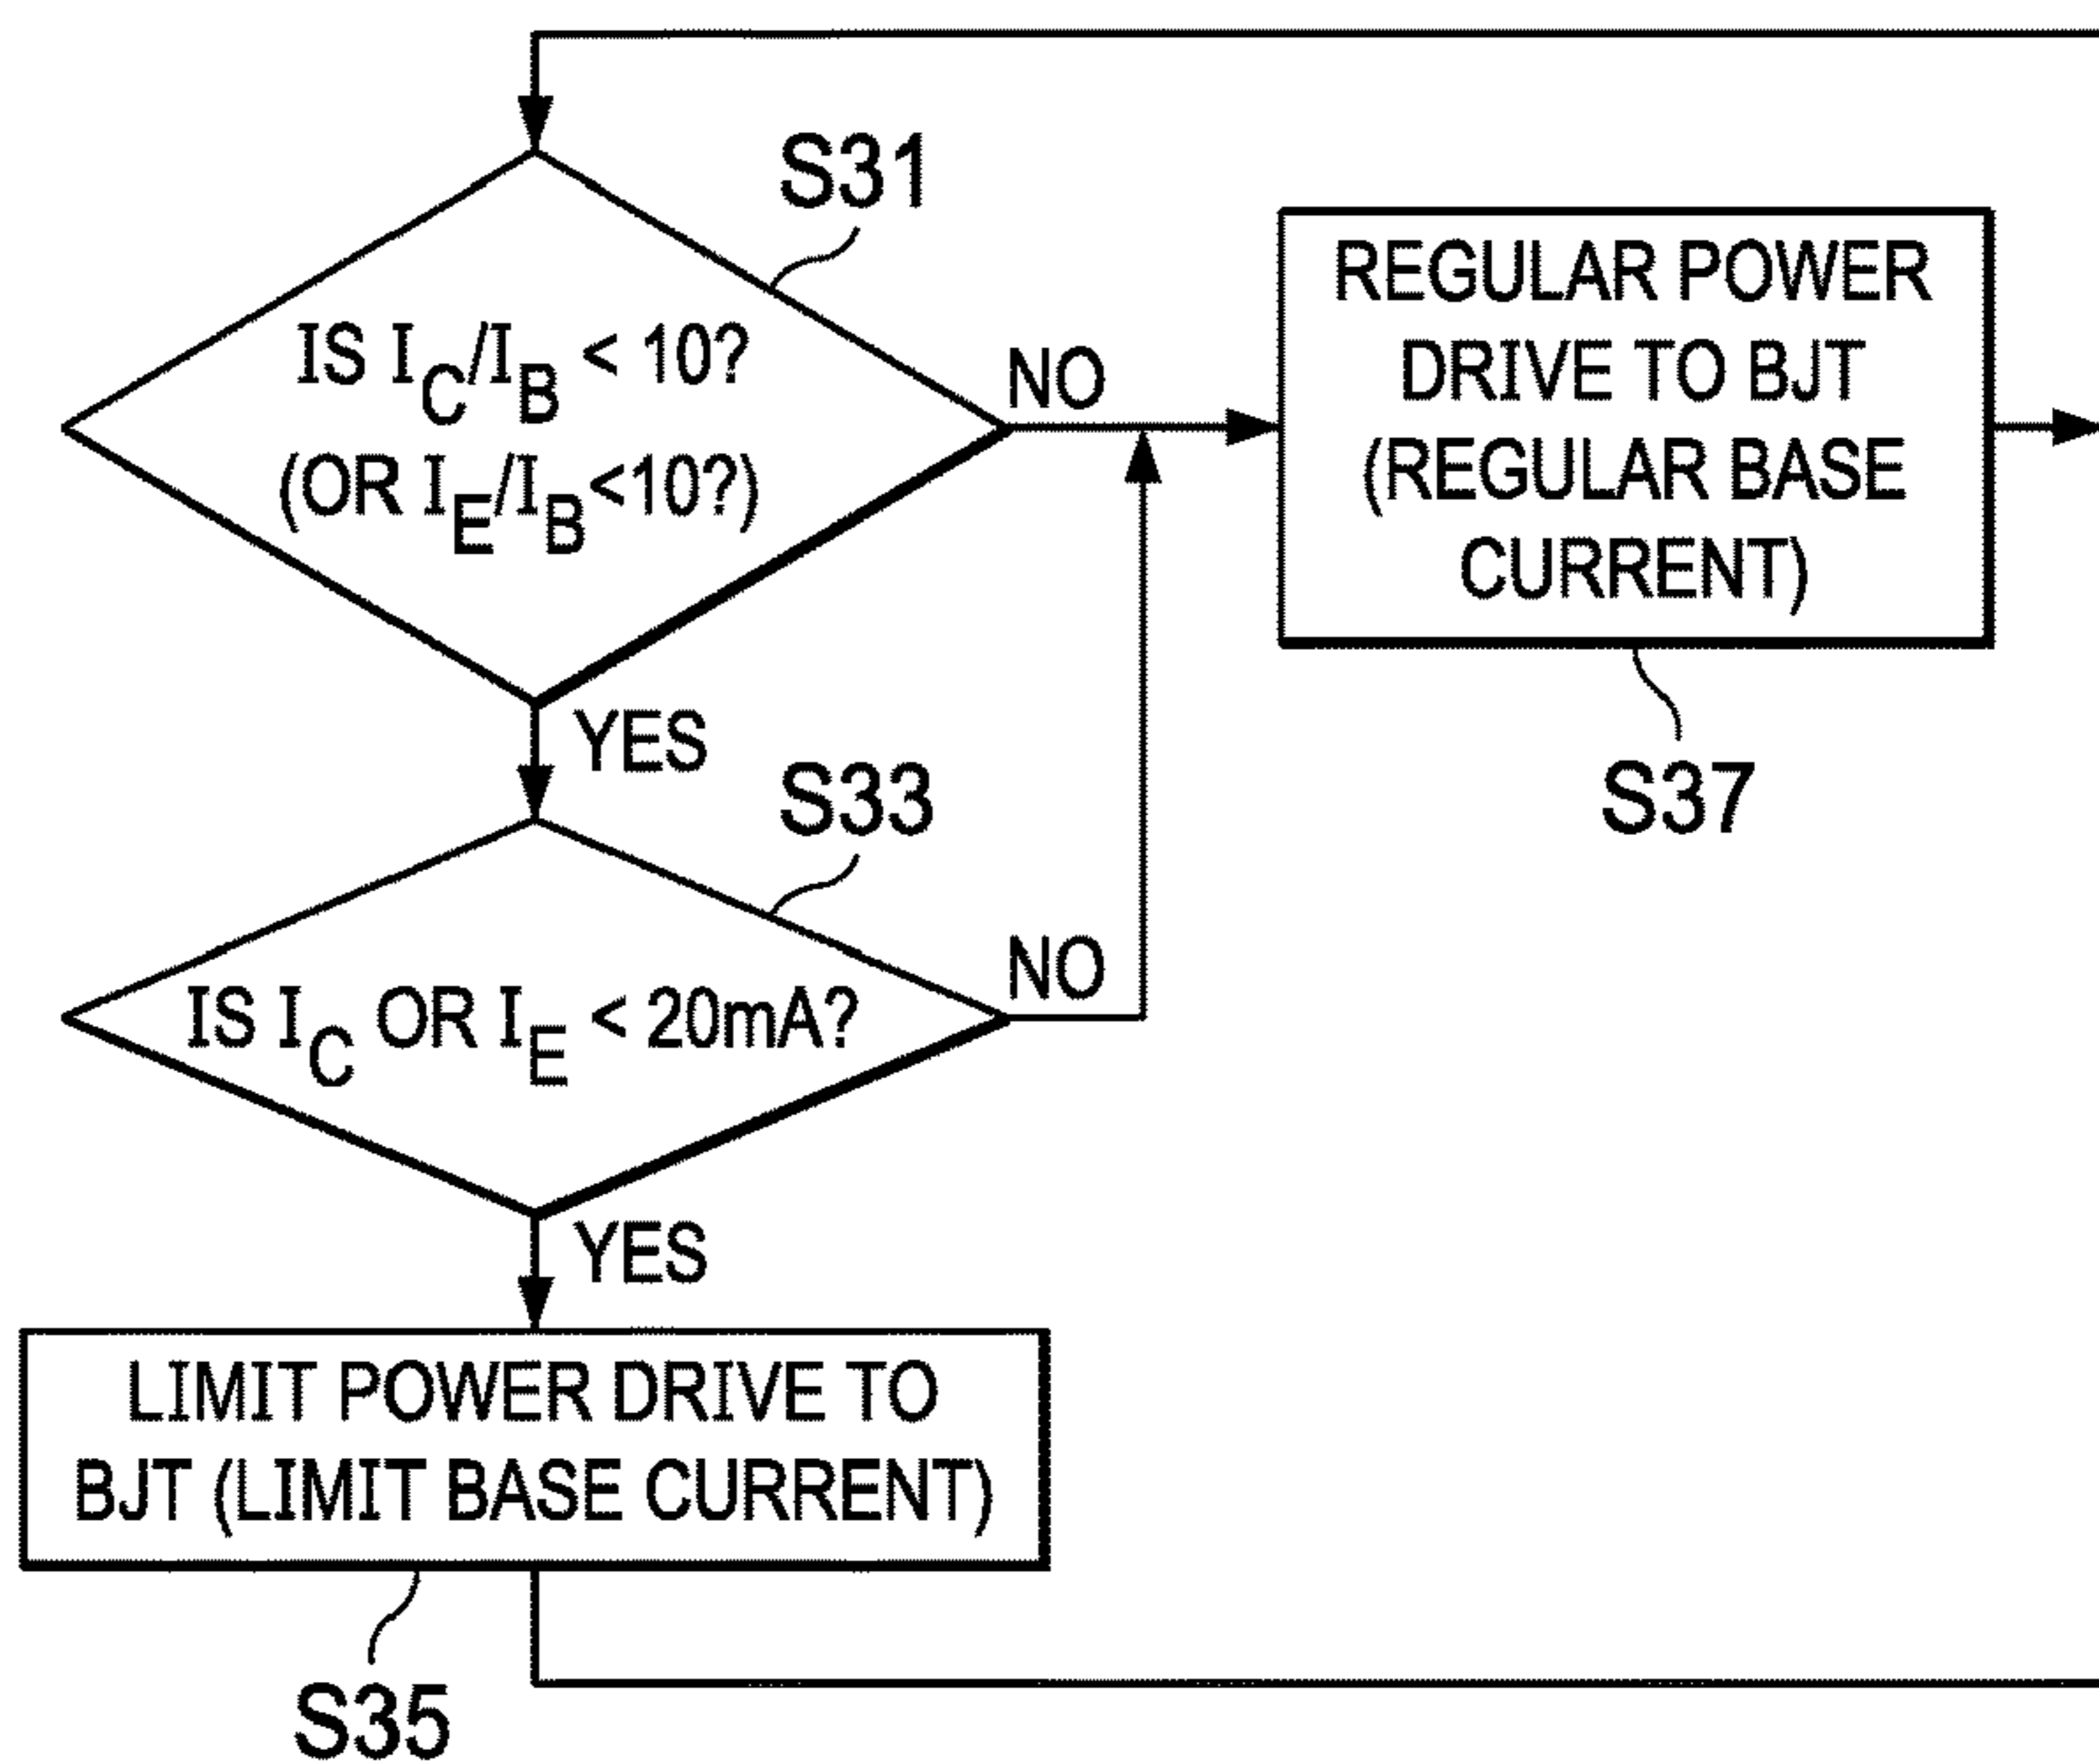 S31
IS I_C/I_B < 10?
(OR I_E/I_B<10?)
NO
REGULAR POWER
DRIVE TO BJT
(REGULAR BASE
CURRENT)
S37
YES
S33
IS I_C OR I_E < 20mA?
NO
YES
LIMIT POWER DRIVE TO
BJT (LIMIT BASE CURRENT)
S35